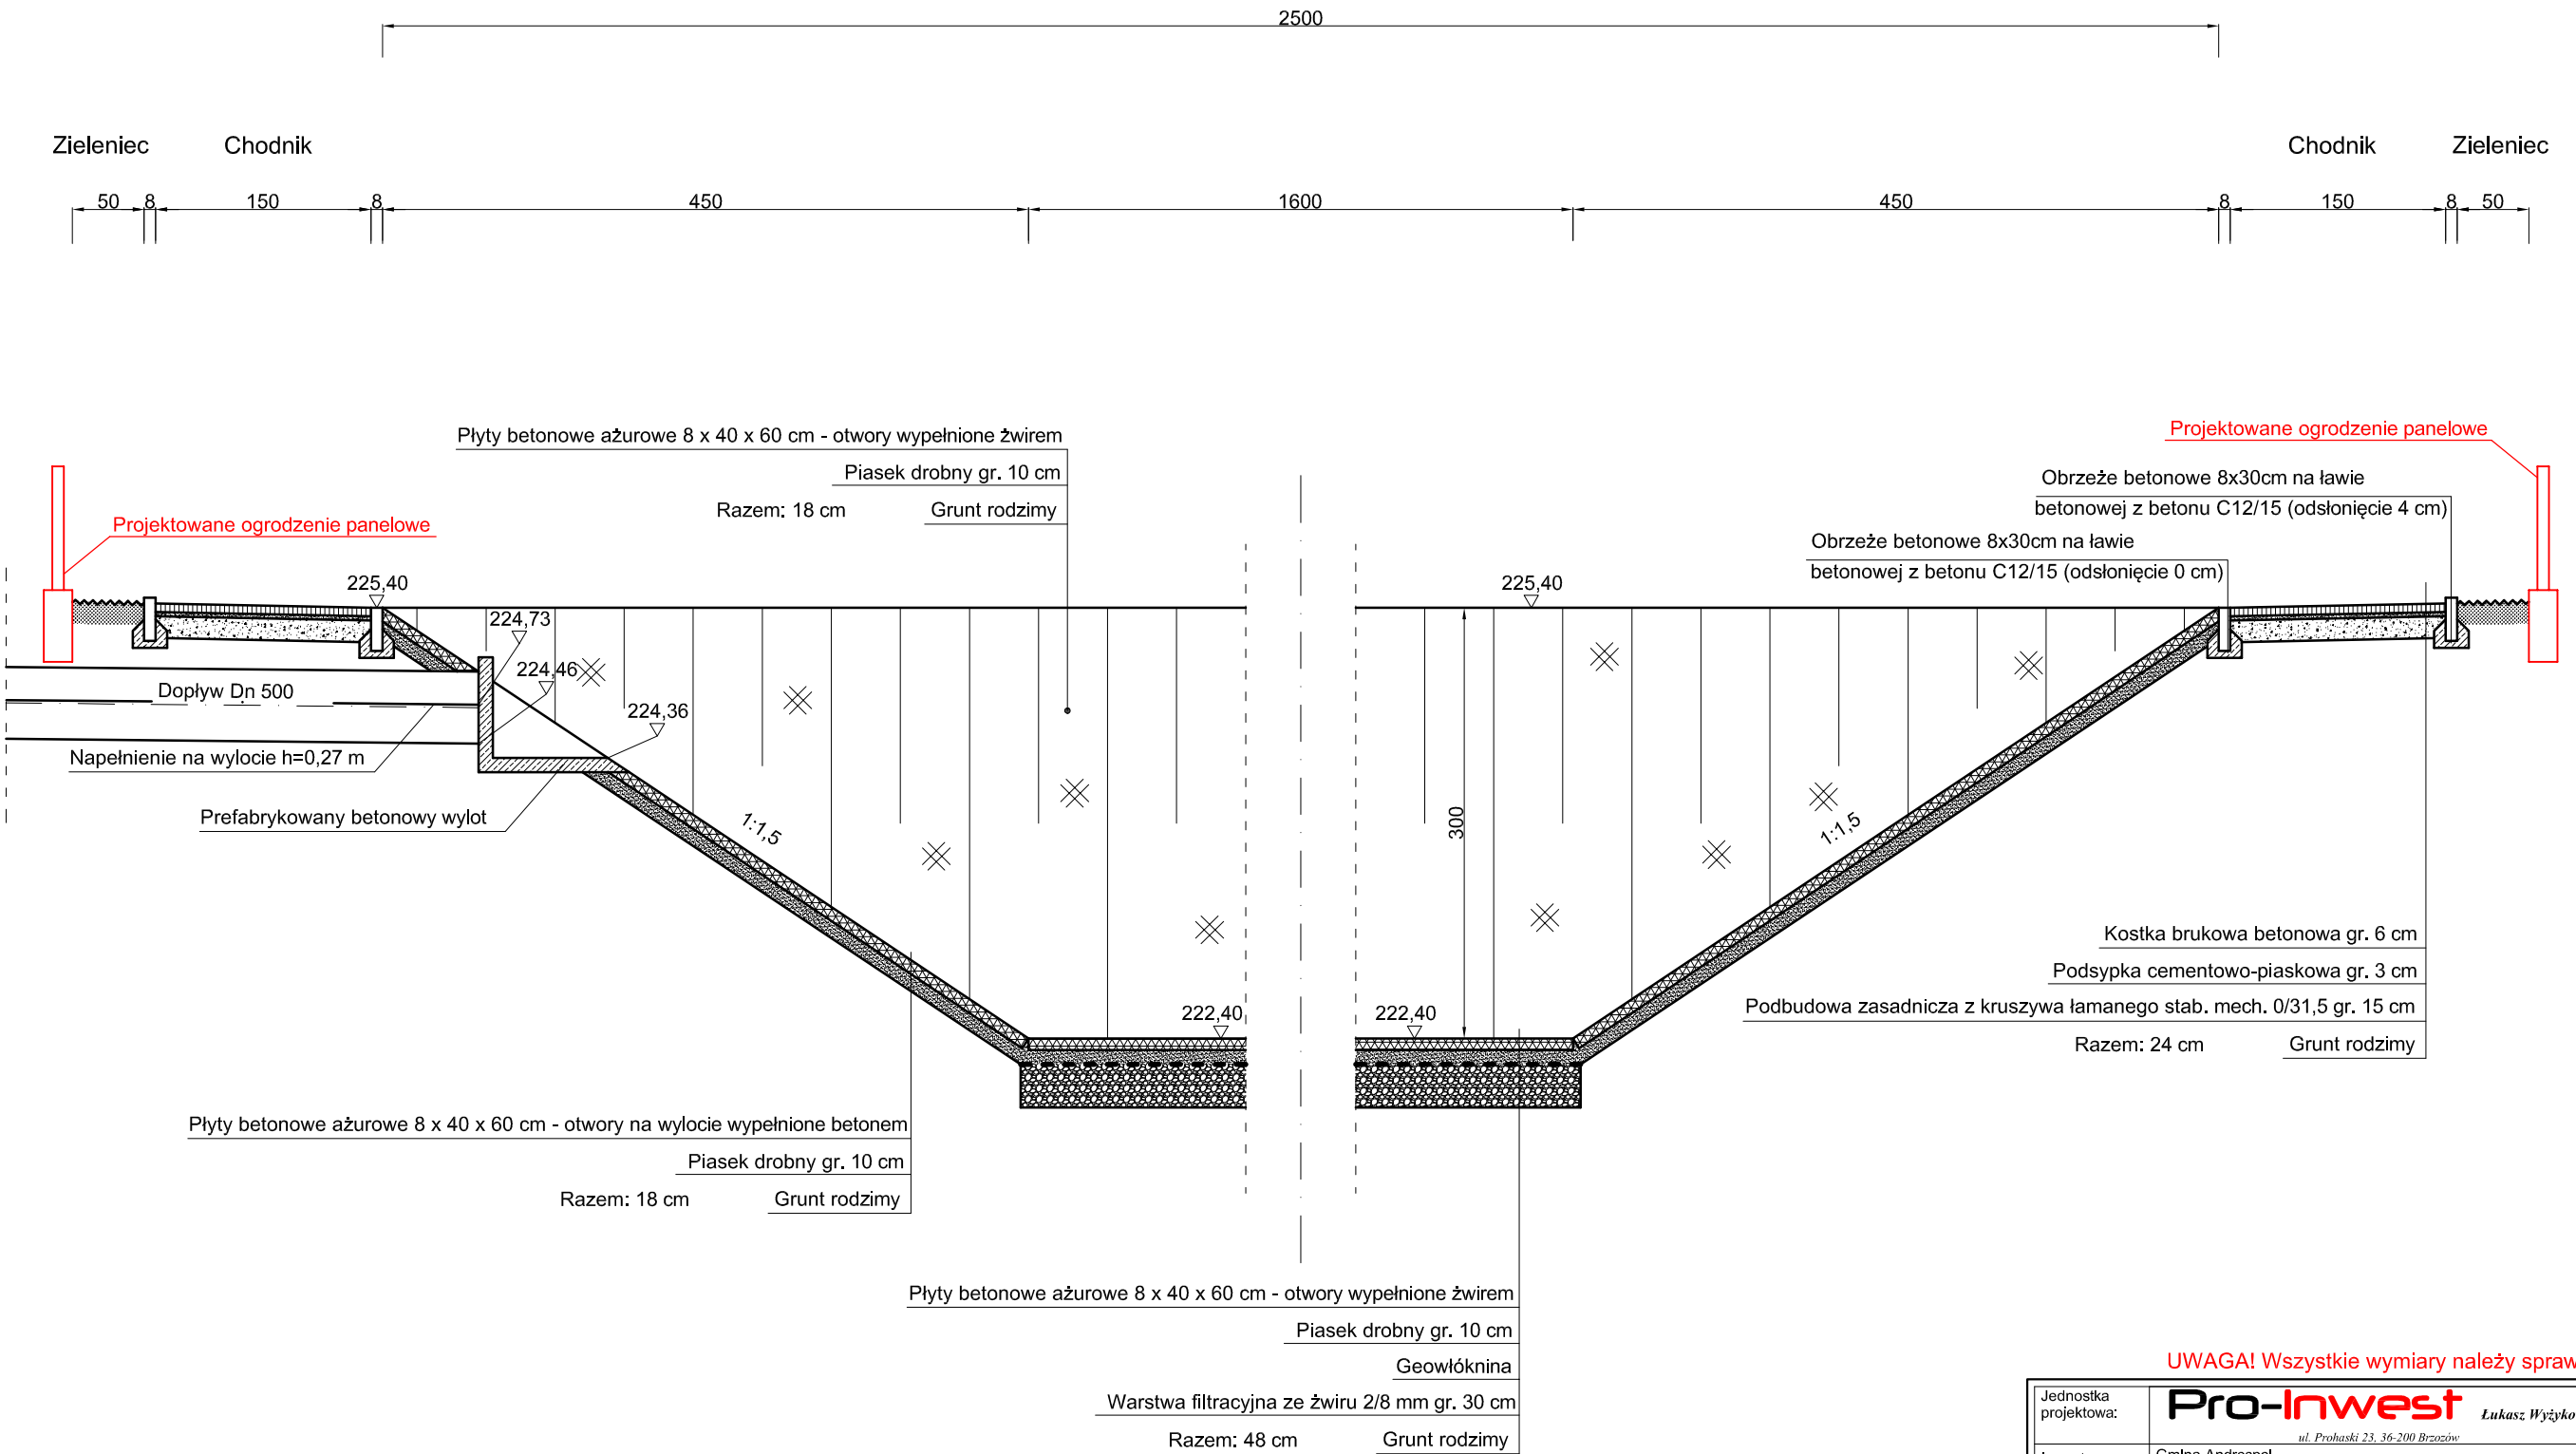 2500
Zieleniec Chodnik Chodnik Zieleniec
50 8 150 8 450 1600 450 8 150 8 50
Płyty betonowe ażurowe 8 x 40 x 60 cm - otwory wypełnione żwirem
Piasek drobny gr. 10 cm
Razem: 18 cm Grunt rodzimy
Projektowane ogrodzenie panelowe
Projektowane ogrodzenie panelowe
Obrzeże betonowe 8x30cm na ławie
betonowej z betonu C12/15 (odsłonięcie 4 cm)
Obrzeże betonowe 8x30cm na ławie
betonowej z betonu C12/15 (odsłonięcie 0 cm)
225,40
225,40
224,73
224,46
224,36
Dopływ Dn 500
Napełnienie na wylocie h=0,27 m
Prefabrykowany betonowy wylot
1:1,5
300
1:1,5
222,40
222,40
Kostka brukowa betonowa gr. 6 cm
Podsypka cementowo-piaskowa gr. 3 cm
Podbudowa zasadnicza z kruszywa łamanego stab. mech. 0/31,5 gr. 15 cm
Razem: 24 cm Grunt rodzimy
Płyty betonowe ażurowe 8 x 40 x 60 cm - otwory na wylocie wypełnione betonem
Piasek drobny gr. 10 cm
Razem: 18 cm Grunt rodzimy
Płyty betonowe ażurowe 8 x 40 x 60 cm - otwory wypełnione żwirem
Piasek drobny gr. 10 cm
Geowłóknina
Warstwa filtracyjna ze żwiru 2/8 mm gr. 30 cm
Razem: 48 cm Grunt rodzimy
UWAGA! Wszystkie wymiary należy spraw
Jednostka
projektowa:
Pro-Inwest Łukasz Wyżyko
ul. Prohaski 23, 36-200 Brzozów